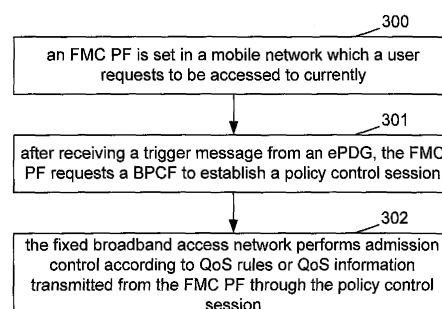 300
an FMC PF is set in a mobile network which a user
requests to be accessed to currently
301
after receiving a trigger message from an ePDG, the FMC
PF requests a BPCF to establish a policy control session
302
the fixed broadband access network performs admission
control according to QoS rules or QoS information
transmitted from the FMC PF through the policy control
session